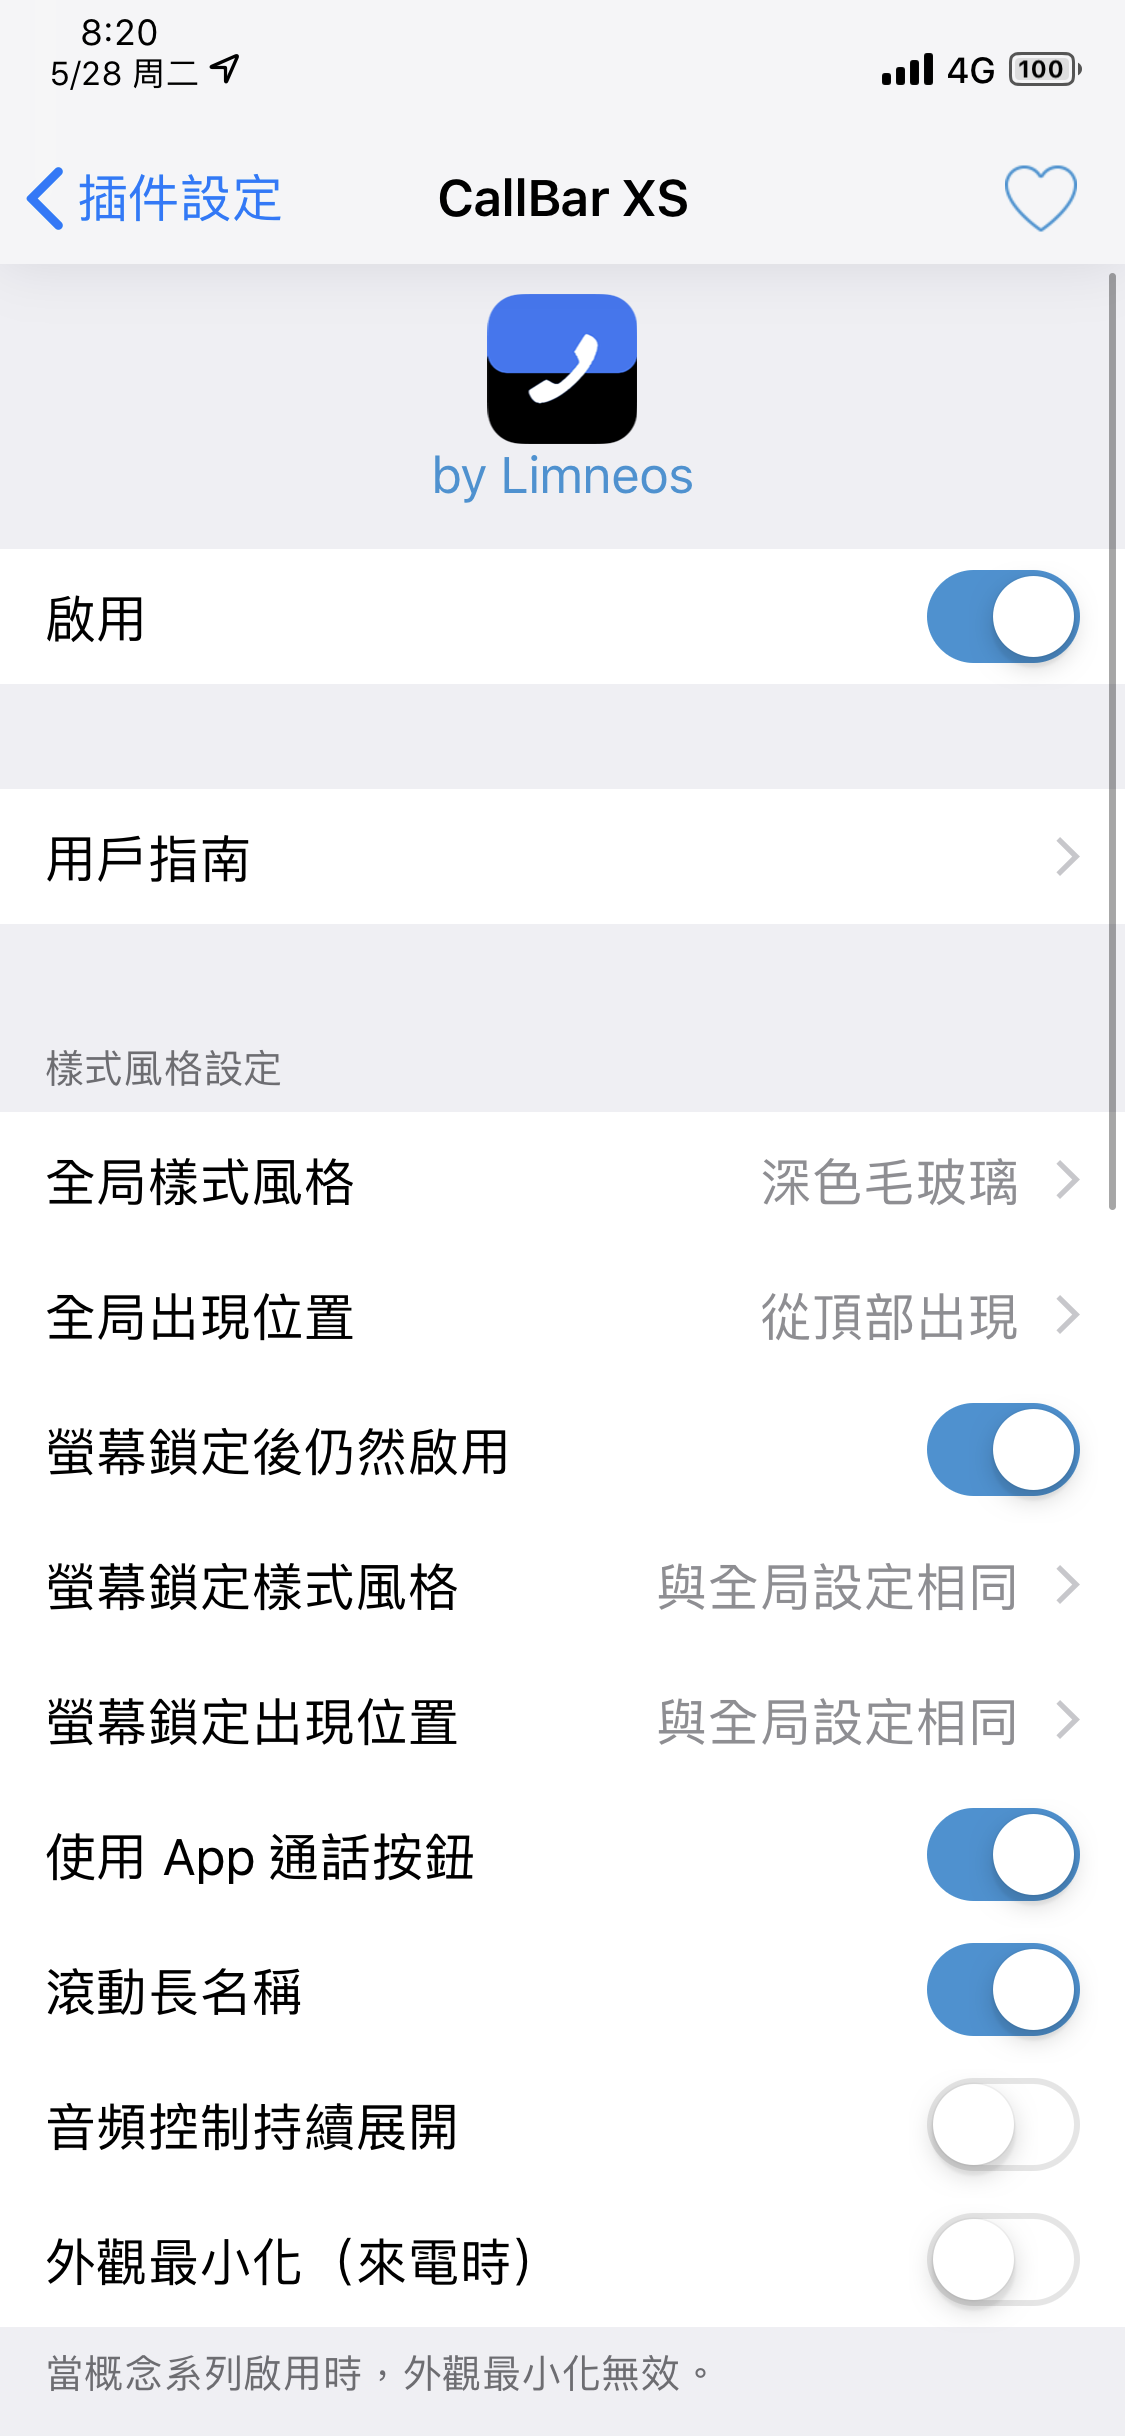 8:20
5/28 周二
4G 100
插件設定
CallBar XS
by Limneos
啟用
用戶指南
樣式風格設定
全局樣式風格 深色毛玻璃
全局出現位置 從頂部出現
螢幕鎖定後仍然啟用
螢幕鎖定樣式風格 與全局設定相同
螢幕鎖定出現位置 與全局設定相同
使用 App 通話按鈕
滾動長名稱
音頻控制持續展開
外觀最小化（來電時）
當概念系列啟用時，外觀最小化無效。